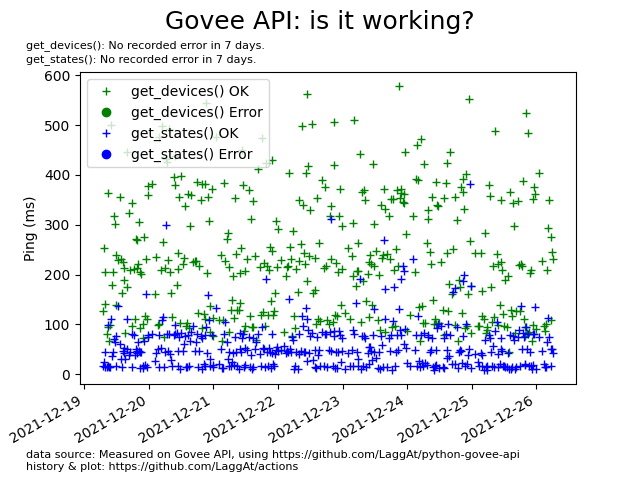 Govee API: is it working?
get_devices(): No recorded error in 7 days.
get_states(): No recorded error in 7 days.
get_devices() OK
get_devices() Error
get_states() OK
get_states() Error
600
500
400
300
200
100
0
Ping (ms)
2021-12-19
2021-12-20
2021-12-21
2021-12-22
2021-12-23
2021-12-24
2021-12-25
2021-12-26
data source: Measured on Govee API, using https://github.com/LaggAt/python-govee-api
history & plot: https://github.com/LaggAt/actions